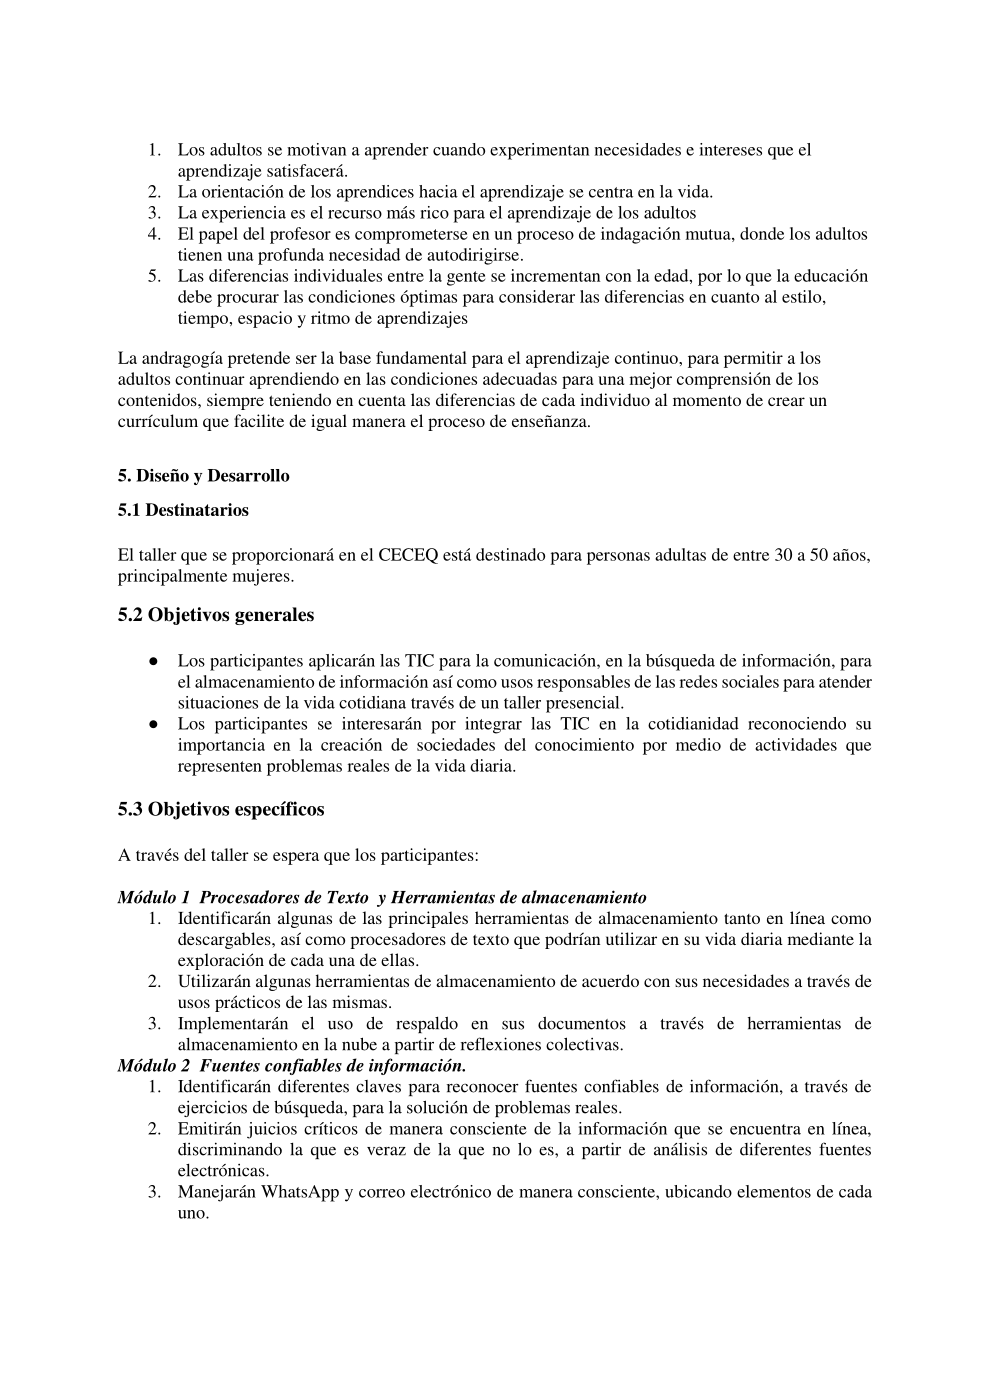 1. Los adultos se motivan a aprender cuando experimentan necesidades e intereses que el
aprendizaje satisfacerá.
2. La orientación de los aprendices hacia el aprendizaje se centra en la vida.
3. La experiencia es el recurso más rico para el aprendizaje de los adultos
4. El papel del profesor es comprometerse en un proceso de indagación mutua, donde los adultos
tienen una profunda necesidad de autodirigirse.
5. Las diferencias individuales entre la gente se incrementan con la edad, por lo que la educación
debe procurar las condiciones óptimas para considerar las diferencias en cuanto al estilo,
tiempo, espacio y ritmo de aprendizajes
La andragogía pretende ser la base fundamental para el aprendizaje continuo, para permitir a los
adultos continuar aprendiendo en las condiciones adecuadas para una mejor comprensión de los
contenidos, siempre teniendo en cuenta las diferencias de cada individuo al momento de crear un
currículum que facilite de igual manera el proceso de enseñanza.
5. Diseño y Desarrollo
5.1 Destinatarios
El taller que se proporcionará en el CECEQ está destinado para personas adultas de entre 30 a 50 años,
principalmente mujeres.
5.2 Objetivos generales
● Los participantes aplicarán las TIC para la comunicación, en la búsqueda de información, para
el almacenamiento de información así como usos responsables de las redes sociales para atender
situaciones de la vida cotidiana través de un taller presencial.
● Los participantes se interesarán por integrar las TIC en la cotidianidad reconociendo su
importancia en la creación de sociedades del conocimiento por medio de actividades que
representen problemas reales de la vida diaria.
5.3 Objetivos específicos
A través del taller se espera que los participantes:
Módulo 1  Procesadores de Texto  y Herramientas de almacenamiento
1. Identificarán algunas de las principales herramientas de almacenamiento tanto en línea como
descargables, así como procesadores de texto que podrían utilizar en su vida diaria mediante la
exploración de cada una de ellas.
2. Utilizarán algunas herramientas de almacenamiento de acuerdo con sus necesidades a través de
usos prácticos de las mismas.
3. Implementarán el uso de respaldo en sus documentos a través de herramientas de
almacenamiento en la nube a partir de reflexiones colectivas.
Módulo 2  Fuentes confiables de información.
1. Identificarán diferentes claves para reconocer fuentes confiables de información, a través de
ejercicios de búsqueda, para la solución de problemas reales.
2. Emitirán juicios críticos de manera consciente de la información que se encuentra en línea,
discriminando la que es veraz de la que no lo es, a partir de análisis de diferentes fuentes
electrónicas.
3. Manejarán WhatsApp y correo electrónico de manera consciente, ubicando elementos de cada
uno.